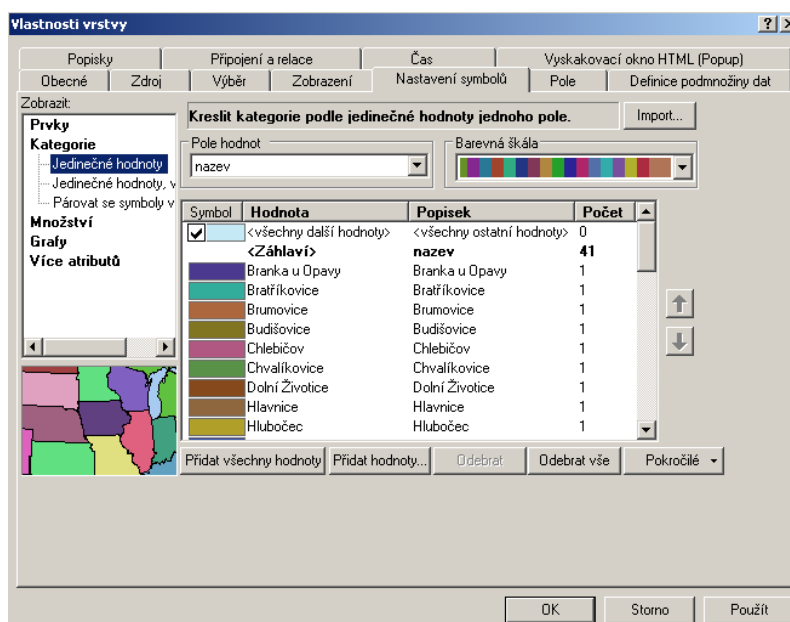 Vlastnosti vrstvy
Popisky Připojení a relace Čas Vyskakovací okno HTML (Popup)
Obecné Zdroj Výběr Zobrazení Nastavení symbolů Pole Definice podmnožiny dat
Zobrazit:
Prvky
Kategorie
Jedinečné hodnoty
Jedinečné hodnoty, v
Párovat se symboly v
Množství
Grafy
Více atributů
Kreslit kategorie podle jedinečné hodnoty jednoho pole.
Import...
Pole hodnot
nazev
Barevná škála
Symbol Hodnota Popisek Počet
<všechny další hodnoty> <všechny ostatní hodnoty> 0
<Záhlaví> nazev 41
Branka u Opavy Branka u Opavy 1
Bratříkovice Bratříkovice 1
Brumovice Brumovice 1
Budišovice Budišovice 1
Chlebičov Chlebičov 1
Chvalíkovice Chvalíkovice 1
Dolní Životice Dolní Životice 1
Hlavnice Hlavnice 1
Hlubočec Hlubočec 1
Přidat všechny hodnoty Přidat hodnoty... Odebrat Odebrat vše Pokročilé
OK Storno Použít